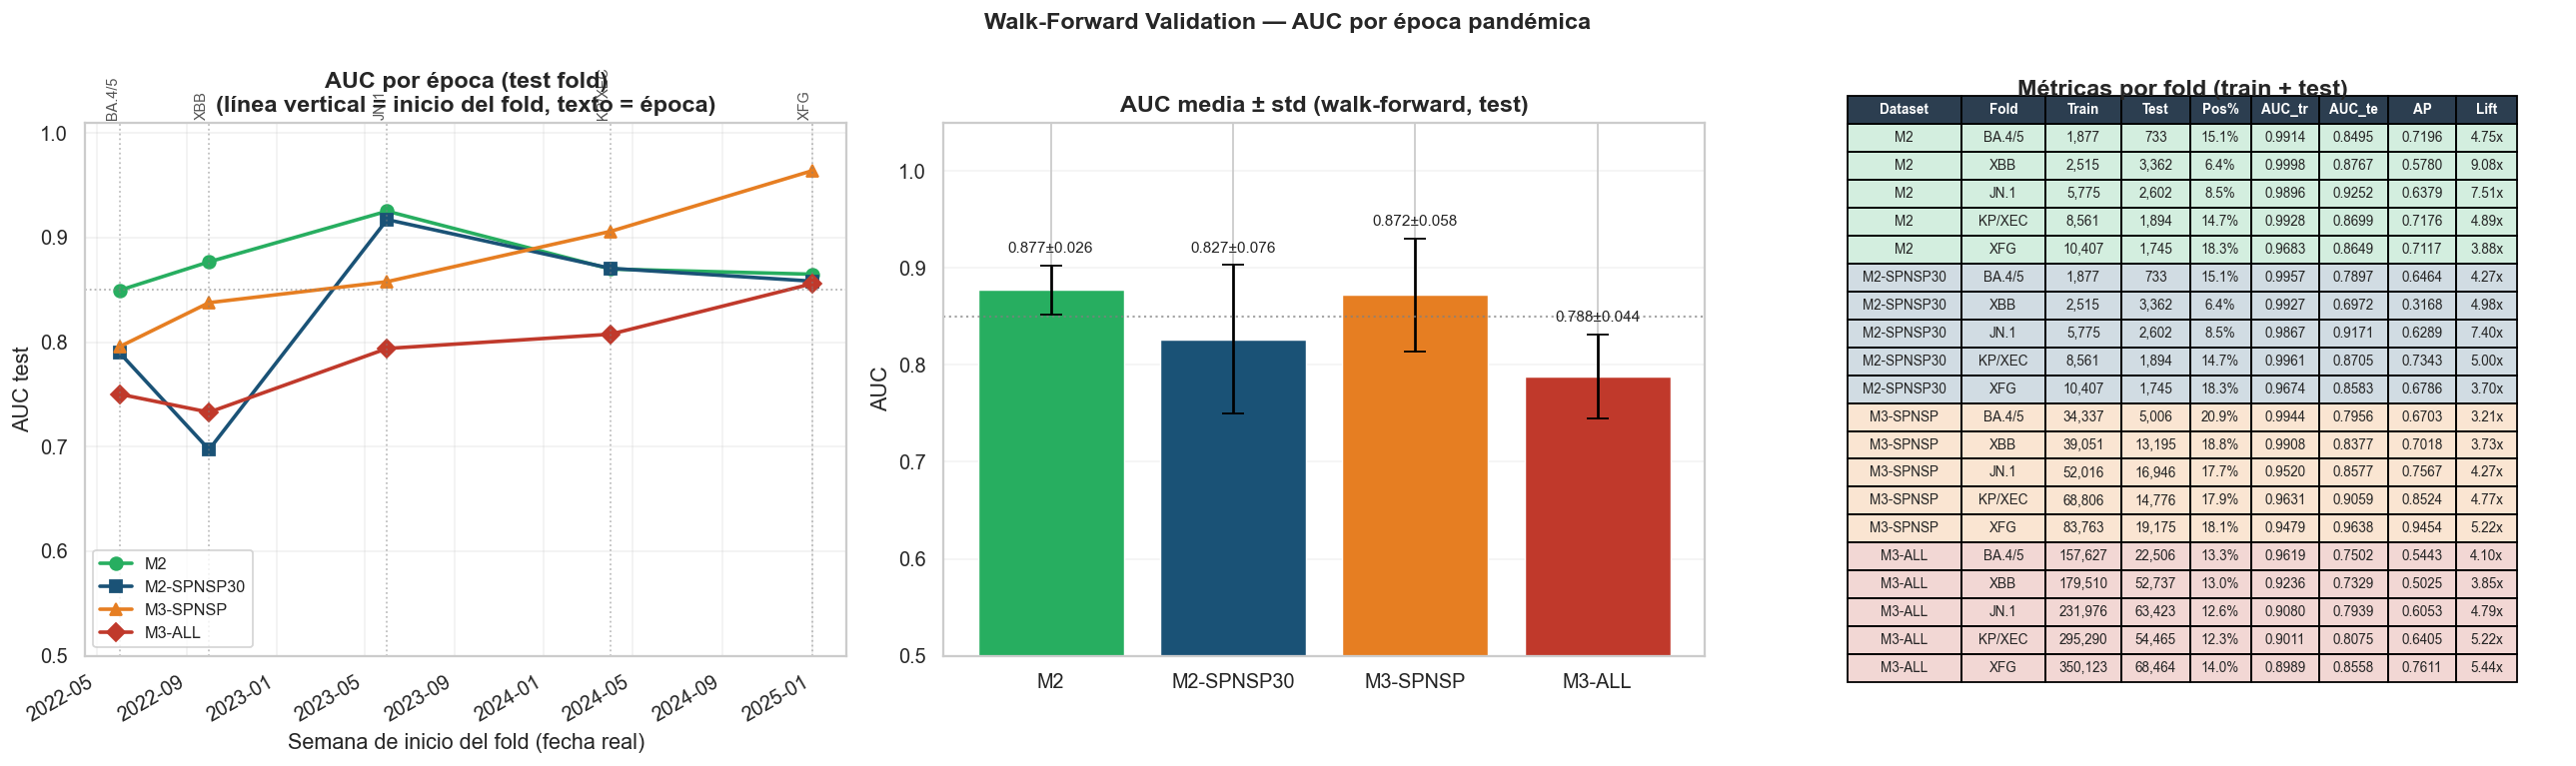 Walk-Forward Validation — AUC por época pandémica
AUC por época (test fold)
(línea vertical = inicio del fold, texto = época)
BA.4/5
XBB
JN.1
KP/XEC
XFG
AUC test
1.0
0.9
0.8
0.7
0.6
0.5
M2
M2-SPNSP30
M3-SPNSP
M3-ALL
2022-05
2022-09
2023-01
2023-05
2023-09
2024-01
2024-05
2024-09
2025-01
Semana de inicio del fold (fecha real)
AUC media ± std (walk-forward, test)
AUC
1.0
0.9
0.8
0.7
0.6
0.5
0.877±0.026
0.827±0.076
0.872±0.058
0.788±0.044
M2
M2-SPNSP30
M3-SPNSP
M3-ALL
Métricas por fold (train + test)
Dataset Fold Train Test Pos% AUC_tr AUC_te AP Lift
M2 BA.4/5 1,877 733 15.1% 0.9914 0.8495 0.7196 4.75x
M2 XBB 2,515 3,362 6.4% 0.9998 0.8767 0.5780 9.08x
M2 JN.1 5,775 2,602 8.5% 0.9896 0.9252 0.6379 7.51x
M2 KP/XEC 8,561 1,894 14.7% 0.9928 0.8699 0.7176 4.89x
M2 XFG 10,407 1,745 18.3% 0.9683 0.8649 0.7117 3.88x
M2-SPNSP30 BA.4/5 1,877 733 15.1% 0.9957 0.7897 0.6464 4.27x
M2-SPNSP30 XBB 2,515 3,362 6.4% 0.9927 0.6972 0.3168 4.98x
M2-SPNSP30 JN.1 5,775 2,602 8.5% 0.9867 0.9171 0.6289 7.40x
M2-SPNSP30 KP/XEC 8,561 1,894 14.7% 0.9961 0.8705 0.7343 5.00x
M2-SPNSP30 XFG 10,407 1,745 18.3% 0.9674 0.8583 0.6786 3.70x
M3-SPNSP BA.4/5 34,337 5,006 20.9% 0.9944 0.7956 0.6703 3.21x
M3-SPNSP XBB 39,051 13,195 18.8% 0.9908 0.8377 0.7018 3.73x
M3-SPNSP JN.1 52,016 16,946 17.7% 0.9520 0.8577 0.7567 4.27x
M3-SPNSP KP/XEC 68,806 14,776 17.9% 0.9631 0.9059 0.8524 4.77x
M3-SPNSP XFG 83,763 19,175 18.1% 0.9479 0.9638 0.9454 5.22x
M3-ALL BA.4/5 157,627 22,506 13.3% 0.9619 0.7502 0.5443 4.10x
M3-ALL XBB 179,510 52,737 13.0% 0.9236 0.7329 0.5025 3.85x
M3-ALL JN.1 231,976 63,423 12.6% 0.9080 0.7939 0.6053 4.79x
M3-ALL KP/XEC 295,290 54,465 12.3% 0.9011 0.8075 0.6405 5.22x
M3-ALL XFG 350,123 68,464 14.0% 0.8989 0.8558 0.7611 5.44x